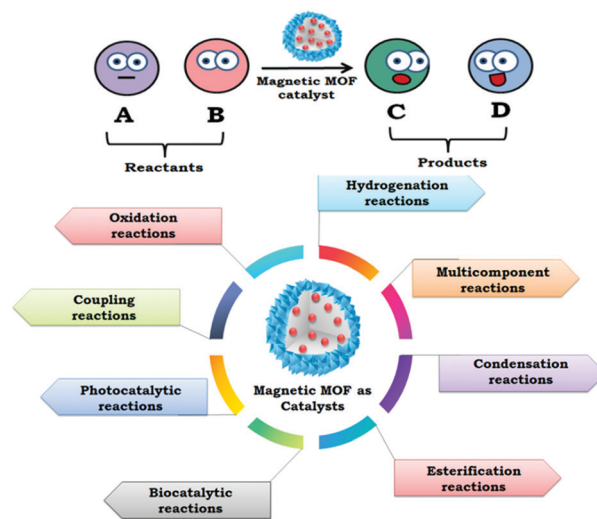 Magnetic MOF
catalyst
A
B
C
D
Reactants
Products
Hydrogenation
reactions
Oxidation
reactions
Multicomponent
reactions
Coupling
reactions
Condensation
reactions
Photocatalytic
reactions
Magnetic MOF as
Catalysts
Esterification
reactions
Biocatalytic
reactions